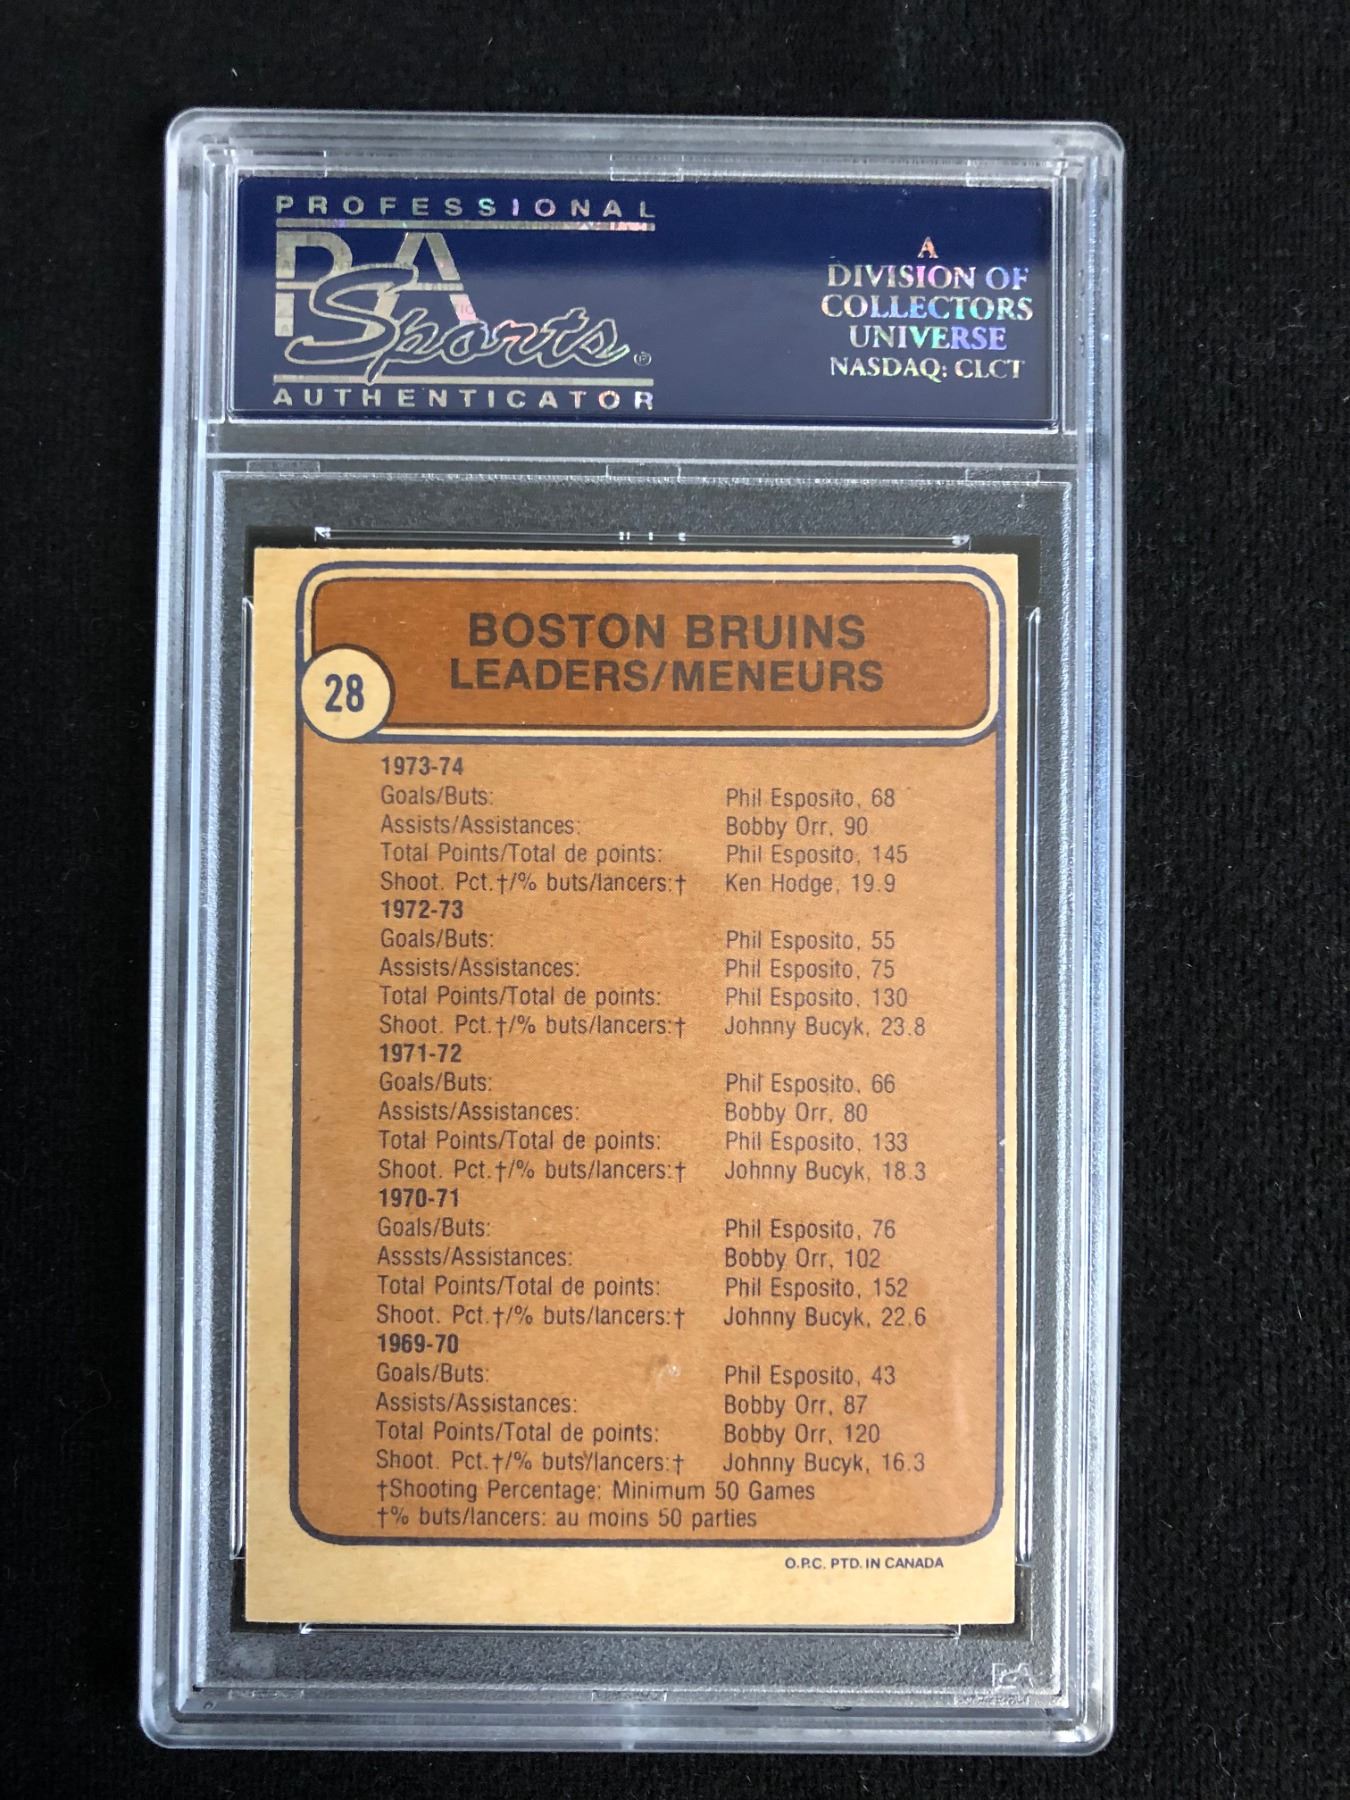 PROFESSIONAL
PSA
Sports
AUTHENTICATOR
A
DIVISION OF
COLLECTORS
UNIVERSE
NASDAQ: CLCT
BOSTON BRUINS
LEADERS/MENEURS
28
1973-74
Goals/Buts: Phil Esposito, 68
Assists/Assistances: Bobby Orr, 90
Total Points/Total de points: Phil Esposito, 145
Shoot. Pct.†/% buts/lancers:† Ken Hodge, 19.9
1972-73
Goals/Buts: Phil Esposito, 55
Assists/Assistances: Phil Esposito, 75
Total Points/Total de points: Phil Esposito, 130
Shoot. Pct.†/% buts/lancers:† Johnny Bucyk, 23.8
1971-72
Goals/Buts: Phil Esposito, 66
Assists/Assistances: Bobby Orr, 80
Total Points/Total de points: Phil Esposito, 133
Shoot. Pct.†/% buts/lancers:† Johnny Bucyk, 18.3
1970-71
Goals/Buts: Phil Esposito, 76
Asssts/Assistances: Bobby Orr, 102
Total Points/Total de points: Phil Esposito, 152
Shoot. Pct.†/% buts/lancers:† Johnny Bucyk, 22.6
1969-70
Goals/Buts: Phil Esposito, 43
Assists/Assistances: Bobby Orr, 87
Total Points/Total de points: Bobby Orr, 120
Shoot. Pct.†/% buts/lancers:† Johnny Bucyk, 16.3
†Shooting Percentage: Minimum 50 Games
†% buts/lancers: au moins 50 parties
O.P.C. PTD. IN CANADA
PSA